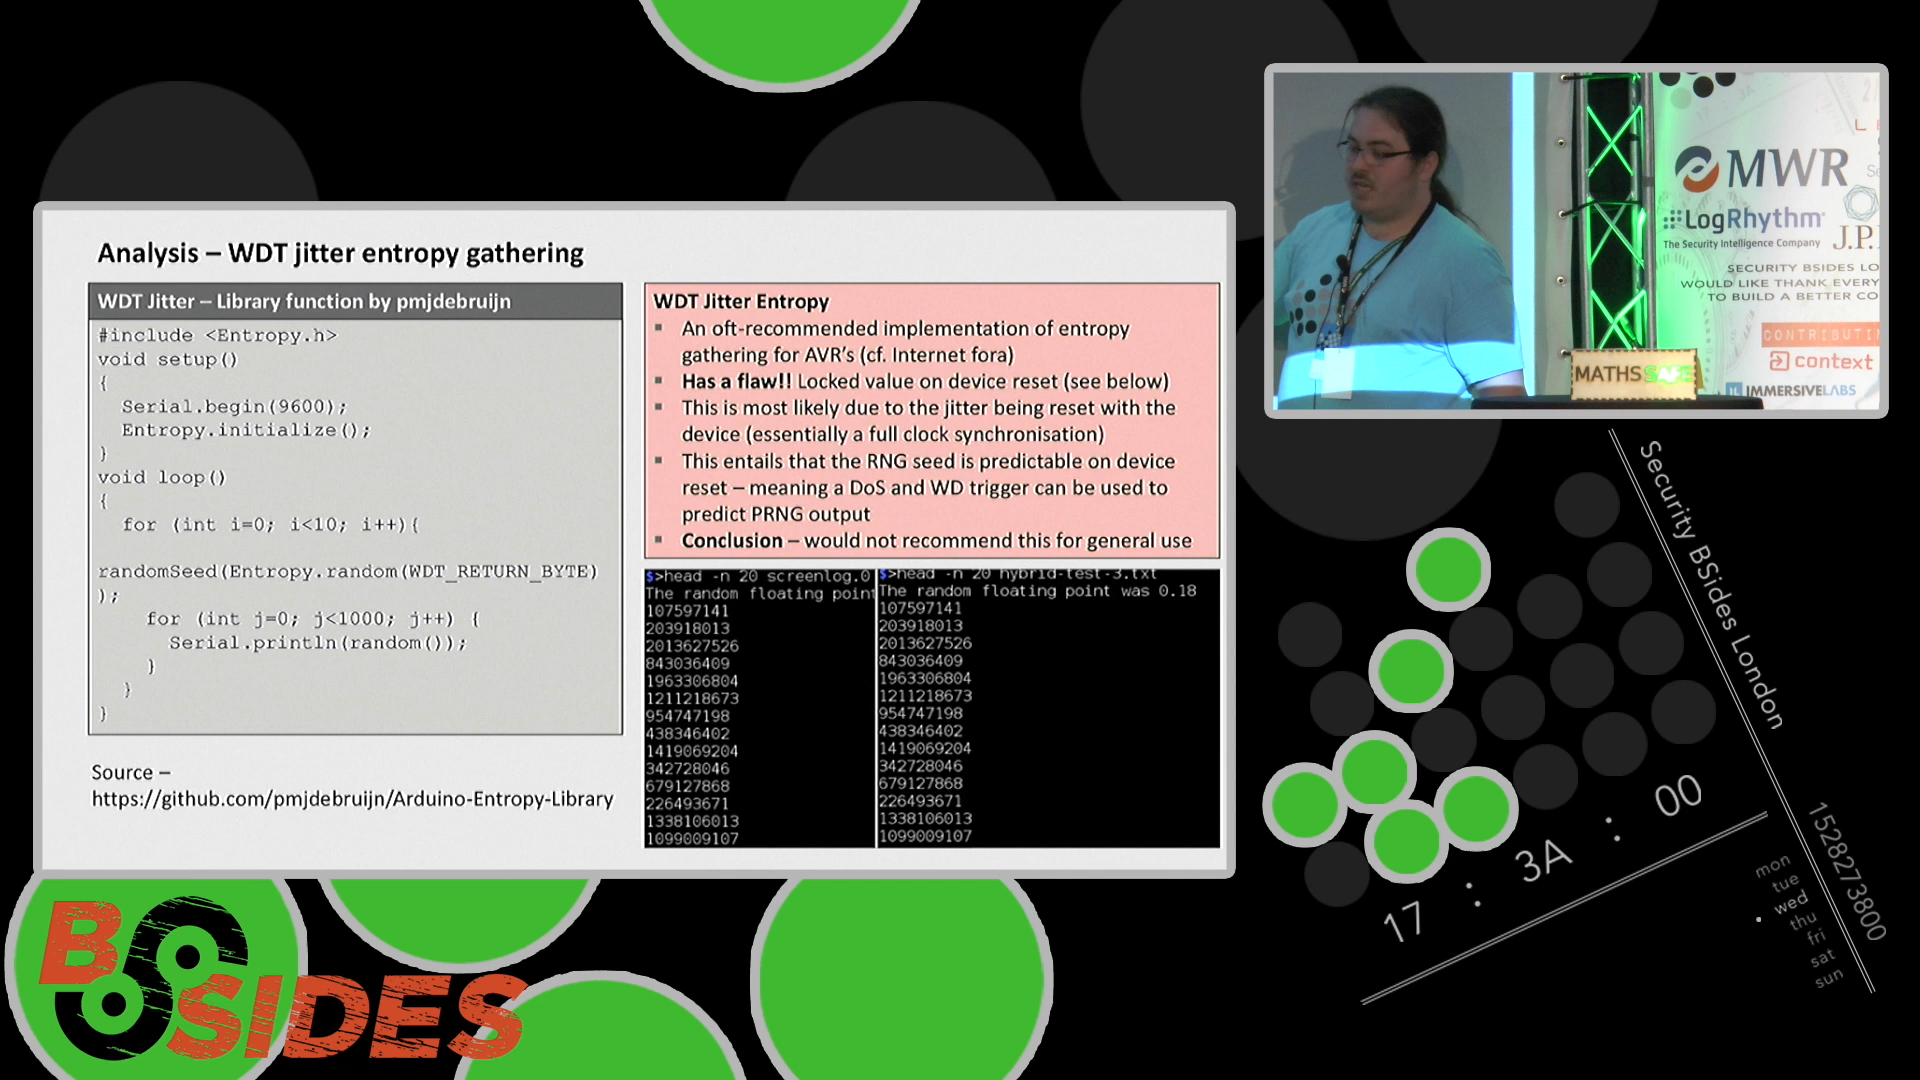 Analysis – WDT jitter entropy gathering
WDT Jitter – Library function by pmjdebruijn
#include <Entropy.h>
void setup()
{
Serial.begin(9600);
Entropy.initialize();
}
void loop()
{
for (int i=0; i<10; i++){
randomSeed(Entropy.random(WDT_RETURN_BYTE)
);
for (int j=0; j<1000; j++) {
Serial.println(random());
}
}
}
Source –
https://github.com/pmjdebruijn/Arduino-Entropy-Library
WDT Jitter Entropy
An oft-recommended implementation of entropy
gathering for AVR's (cf. Internet fora)
Has a flaw!! Locked value on device reset (see below)
This is most likely due to the jitter being reset with the
device (essentially a full clock synchronisation)
This entails that the RNG seed is predictable on device
reset – meaning a DoS and WD trigger can be used to
predict PRNG output
Conclusion – would not recommend this for general use
$>head -n 20 screenlog.0
The random floating point
107597141
203918013
2013627526
843036409
1963306804
1211218673
954747198
438346402
1419069204
342728046
679127868
226493671
1338106013
1099009107
$>head -n 20 hybrid-test-3.txt
The random floating point was 0.18
107597141
203918013
2013627526
843036409
1963306804
1211218673
954747198
438346402
1419069204
342728046
679127868
226493671
1338106013
1099009107
MWR
LogRhythm
The Security Intelligence Company
J.P.
SECURITY BSIDES LO
WOULD LIKE THANK EVERY
TO BUILD A BETTER CO
CONTRIBUTIN
context
IMMERSIVELABS
MATHS SAFE
Security BSides London
17 : 3A : 00
1528273800
mon
tue
wed
thu
fri
sat
sun
BSIDES